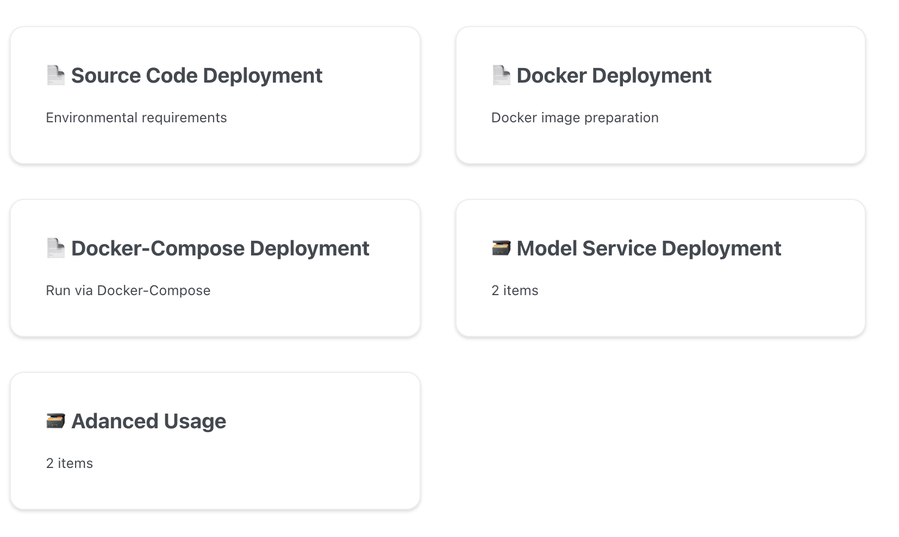 Source Code Deployment
Environmental requirements
Docker Deployment
Docker image preparation
Docker-Compose Deployment
Run via Docker-Compose
Model Service Deployment
2 items
Adanced Usage
2 items